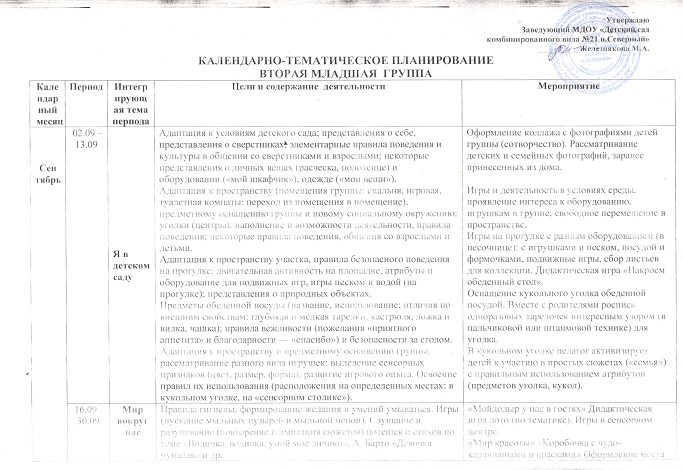 Утверждаю
Заведующий МДОУ «Детский сад
комбинированного вида №21 п.Северный»
Железнякова М.А.
КАЛЕНДАРНО-ТЕМАТИЧЕСКОЕ ПЛАНИРОВАНИЕ
ВТОРАЯ МЛАДШАЯ ГРУППА
Кале
ндар
ный
месяц
Период
Интегр
ирующ
ая тема
периода
Цели и содержание деятельности
Мероприятие
Сен
тябрь
02.09 –
13.09
Я в
детском
саду
Адаптация к условиям детского сада; представления о себе,
представления о сверстниках; элементарные правила поведения и
культуры в общении со сверстниками и взрослыми; некоторые
представления о личных вещах (расческа, полотенце) и
оборудовании («мой шкафчик»), одежде («мои вещи»).
Адаптация к пространству (помещения группы: спальня, игровая,
туалетная комнаты; переход из помещения в помещение),
предметному оснащению группы и новому социальному окружению;
уголки (центры): наполнение и возможности деятельности, правила
поведения; некоторые правила поведения, общения со взрослыми и
детьми.
Адаптация к пространству участка, правила безопасного поведения
на прогулке; двигательная активность на площадке, атрибуты и
оборудование для подвижных игр, игры песком и водой (на
прогулке); представления о природных объектах.
Предметы обеденной посуды (название, использование; отличия по
внешним свойствам: глубокая и мелкая тарелки, кастрюля, ложка и
вилка, чашка); правила вежливости (пожелания «приятного
аппетита» и благодарности — «спасибо») и безопасности за столом.
Адаптация к пространству и предметному оснащению группы;
рассматривание разного вида игрушек; выделение сенсорных
признаков (цвет, размер, форма), развитие игрового опыта. Освоение
правил их использования (расположения на определенных местах: в
кукольном уголке, на «сенсорном столике»).
Оформление коллажа с фотографиями детей
группы (сотворчество). Рассматривание
детских и семейных фотографий, заранее
принесенных из дома.
Игры и деятельность в условиях среды,
проявление интереса к оборудованию,
игрушкам в группе; свободное перемещение в
пространстве.
Игры на прогулке с разным оборудованием (в
песочнице): с игрушками и песком, посудой и
формочками, подвижные игры, сбор листьев
для коллекции. Дидактическая игра «Накроем
обеденный стол».
Оснащение кукольного уголка обеденной
посудой. Вместе с родителями роспись
одноразовых тарелочек интересным узором (в
пальчиковой или штамповой технике) для
уголка.
В кукольном уголке педагог активизирует
детей к участию в простых сюжетах («семья»)
с правильным использованием атрибутов
(предметов уголка, кукол).
16.09 -
30.09
Мир
вокруг
нас
Правила гигиены, формирование желания и умений умываться. Игры
(пускание мыльных пузырей и мыльной пеной). Слушание и
разучивание (повторение и имитация сюжетов) потешек и стихов по
теме «Водичка, водичка, умой мое личико», А. Барто «Девочка
чумазая» и др.
«Мойдодыр у нас в гостях» Дидактическая
игра лото (по тематике). Игры в сенсорном
центре.
«Мир красоты» «Коробочка с чудо-
карандашами и красками» Оформление места